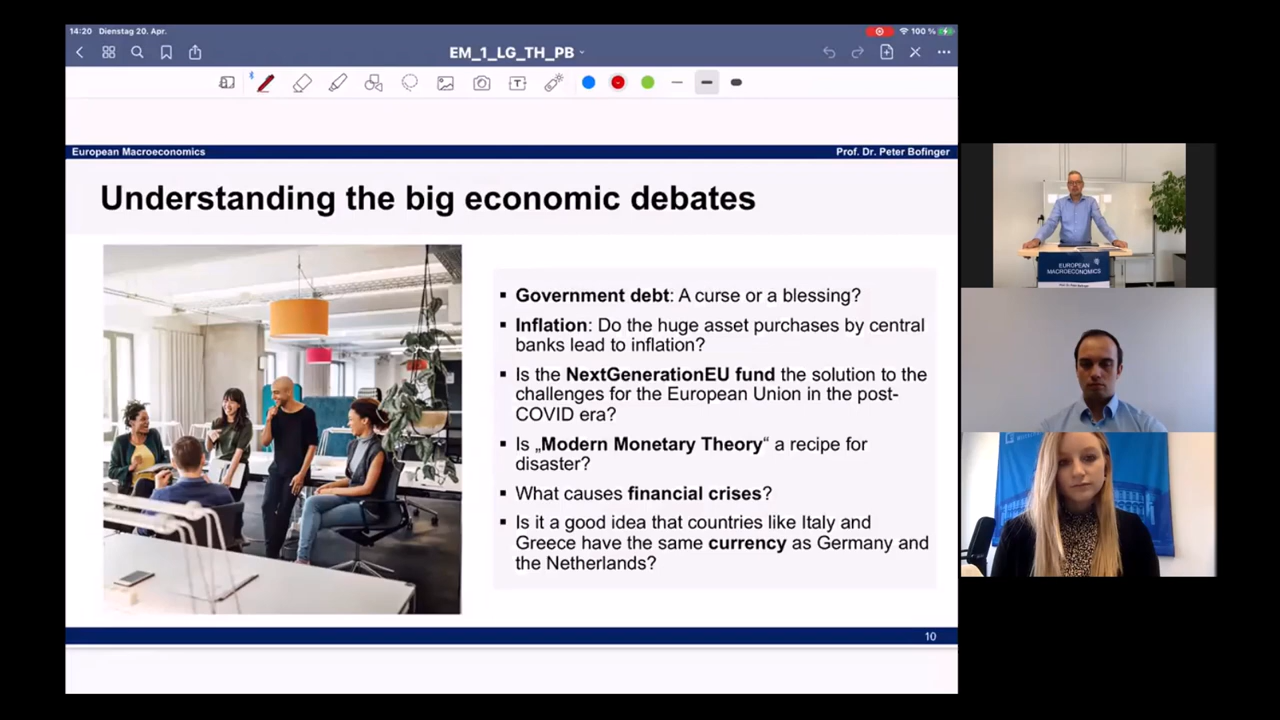 14:20 Dienstag 20. Apr.
100 %
EM_1_LG_TH_PB
T
European Macroeconomics
Prof. Dr. Peter Bofinger
Understanding the big economic debates
▪ Government debt: A curse or a blessing?
▪ Inflation: Do the huge asset purchases by central
banks lead to inflation?
▪ Is the NextGenerationEU fund the solution to the
challenges for the European Union in the post-
COVID era?
▪ Is „Modern Monetary Theory“ a recipe for
disaster?
▪ What causes financial crises?
▪ Is it a good idea that countries like Italy and
Greece have the same currency as Germany and
the Netherlands?
10
EUROPEAN
MACROECONOMICS
Prof. Dr. Peter Bofinger